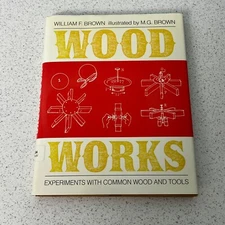 WILLIAM F. BROWN illustrated by M.G. BROWN
WOOD
WORKS
EXPERIMENTS WITH COMMON WOOD AND TOOLS